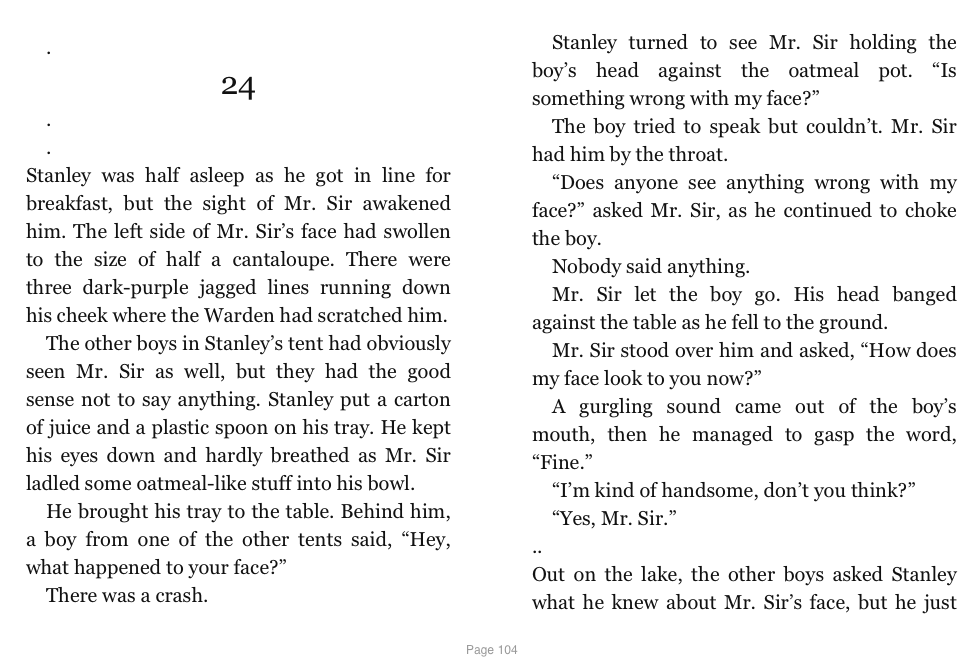 .
24
.
.
Stanley was half asleep as he got in line for
breakfast, but the sight of Mr. Sir awakened
him. The left side of Mr. Sir’s face had swollen
to the size of half a cantaloupe. There were
three dark-purple jagged lines running down
his cheek where the Warden had scratched him.
The other boys in Stanley’s tent had obviously
seen Mr. Sir as well, but they had the good
sense not to say anything. Stanley put a carton
of juice and a plastic spoon on his tray. He kept
his eyes down and hardly breathed as Mr. Sir
ladled some oatmeal-like stuff into his bowl.
He brought his tray to the table. Behind him,
a boy from one of the other tents said, “Hey,
what happened to your face?”
There was a crash.
Stanley turned to see Mr. Sir holding the
boy’s head against the oatmeal pot. “Is
something wrong with my face?”
The boy tried to speak but couldn’t. Mr. Sir
had him by the throat.
“Does anyone see anything wrong with my
face?” asked Mr. Sir, as he continued to choke
the boy.
Nobody said anything.
Mr. Sir let the boy go. His head banged
against the table as he fell to the ground.
Mr. Sir stood over him and asked, “How does
my face look to you now?”
A gurgling sound came out of the boy’s
mouth, then he managed to gasp the word,
“Fine.”
“I’m kind of handsome, don’t you think?”
“Yes, Mr. Sir.”
..
Out on the lake, the other boys asked Stanley
what he knew about Mr. Sir’s face, but he just
Page 104